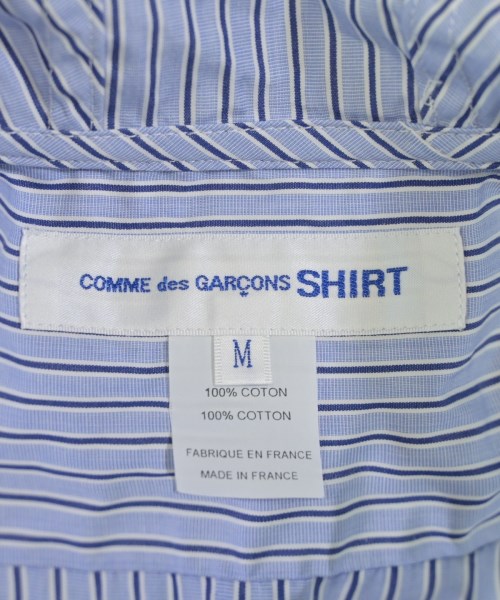 COMME des GARÇONS SHIRT
M
100% COTON
100% COTTON
FABRIQUE EN FRANCE
MADE IN FRANCE